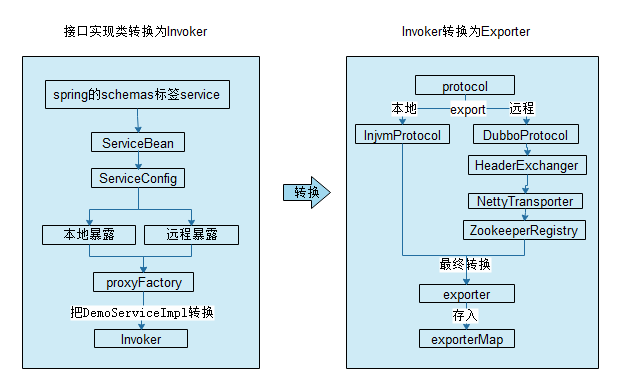 接口实现类转换为Invoker
spring的schemas标签service
ServiceBean
ServiceConfig
本地暴露
远程暴露
proxyFactory
把DemoServiceImpl转换
Invoker
转换
Invoker转换为Exporter
protocol
本地
export
远程
InjvmProtocol
DubboProtocol
HeaderExchanger
NettyTransporter
ZookeeperRegistry
最终转换
exporter
存入
exporterMap